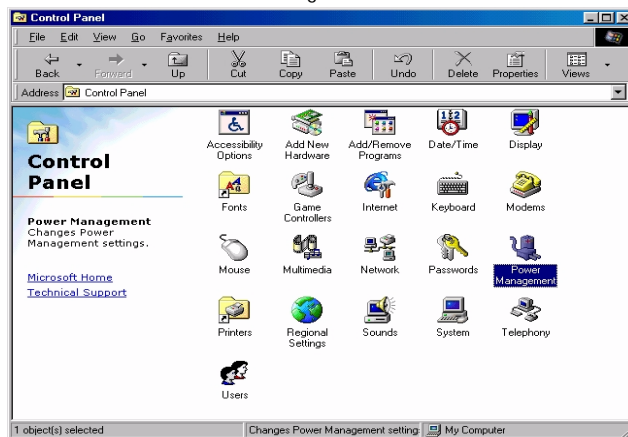 Control Panel
File Edit View Go Favorites Help
Back Forward Up Cut Copy Paste Undo Delete Properties Views
Address Control Panel
Control
Panel
Power Management
Changes Power
Management settings.
Microsoft Home
Technical Support
Accessibility
Options
Add New
Hardware
Add/Remove
Programs
Date/Time
Display
Fonts
Game
Controllers
Internet
Keyboard
Modems
Mouse
Multimedia
Network
Passwords
Power
Management
Printers
Regional
Settings
Sounds
System
Telephony
Users
1 object(s) selected
Changes Power Management setting
My Computer